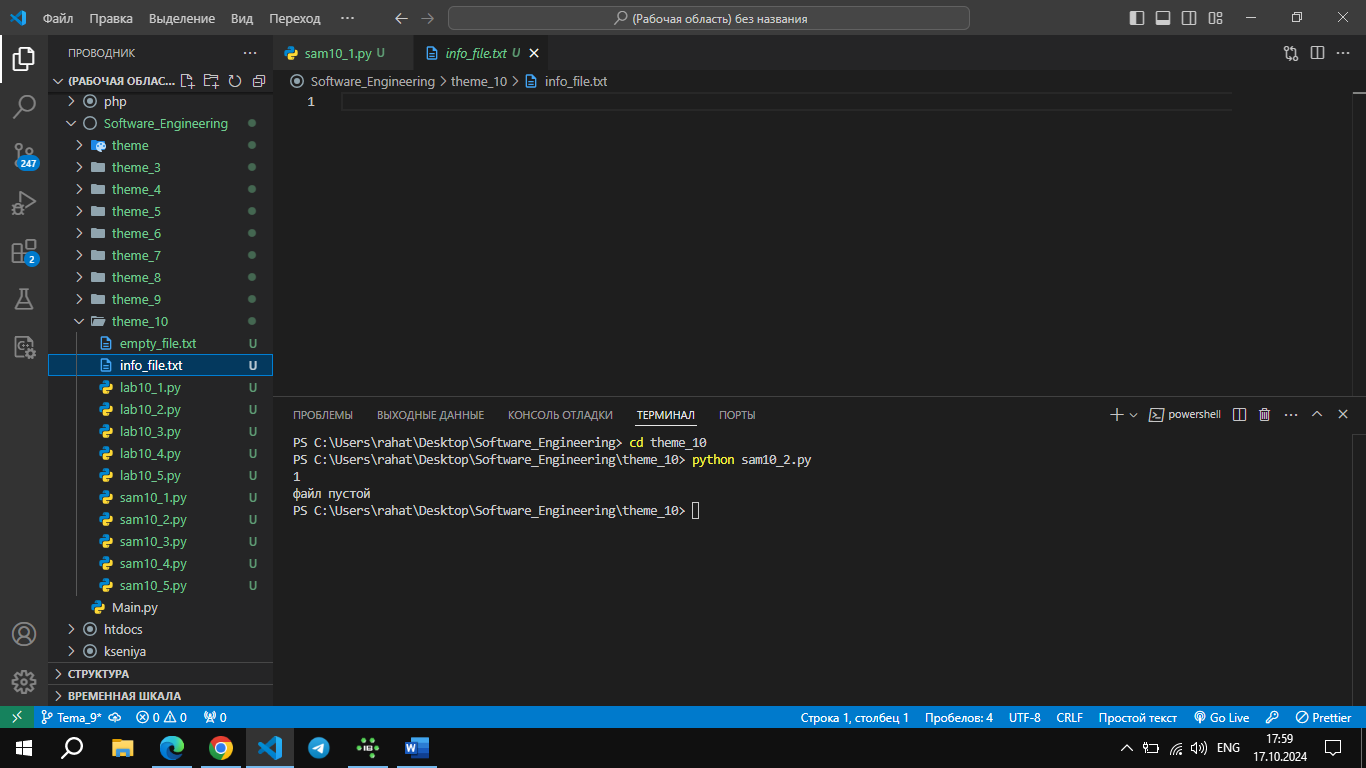 Файл Правка Выделение Вид Переход ··· (Рабочая область) без названия
ПРОВОДНИК ···
(РАБОЧАЯ ОБЛАС...
php
Software_Engineering
theme
theme_3
theme_4
theme_5
theme_6
theme_7
theme_8
theme_9
theme_10
empty_file.txt U
info_file.txt U
lab10_1.py U
lab10_2.py U
lab10_3.py U
lab10_4.py U
lab10_5.py U
sam10_1.py U
sam10_2.py U
sam10_3.py U
sam10_4.py U
sam10_5.py U
Main.py
htdocs
kseniya
СТРУКТУРА
ВРЕМЕННАЯ ШКАЛА
247
2
sam10_1.py U info_file.txt U
Software_Engineering > theme_10 > info_file.txt
1
ПРОБЛЕМЫ ВЫХОДНЫЕ ДАННЫЕ КОНСОЛЬ ОТЛАДКИ ТЕРМИНАЛ ПОРТЫ powershell
PS C:\Users\rahat\Desktop\Software_Engineering> cd theme_10
PS C:\Users\rahat\Desktop\Software_Engineering\theme_10> python sam10_2.py
1
файл пустой
PS C:\Users\rahat\Desktop\Software_Engineering\theme_10>
Tema_9* 0 0 0 Строка 1, столбец 1 Пробелов: 4 UTF-8 CRLF Простой текст Go Live Prettier
ENG 17:59
17.10.2024